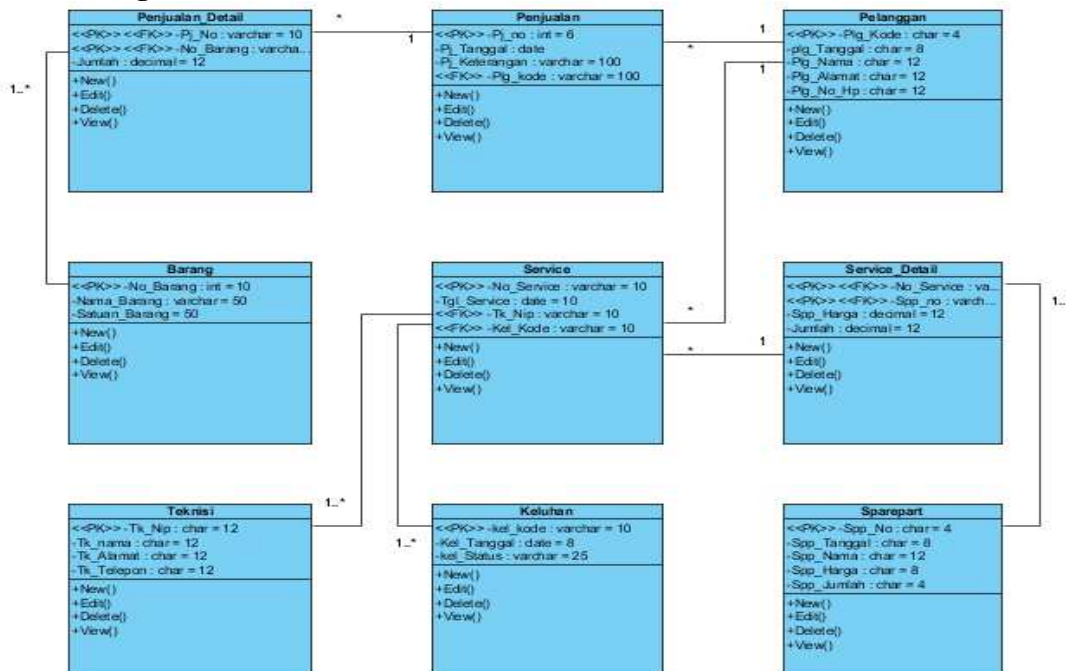 Penjualan_Detail
<<PK>> <<FK>> -Pj_No : varchar = 10
<<PK>> <<FK>> -No_Barang : varcha...
-Jumlah : decimal = 12
+New()
+Edit()
+Delete()
+View()
*
1
Penjualan
<<PK>> -Pj_no : int = 6
-Pj_Tanggal : date
-Pj_Keterangan : varchar = 100
<<FK>> -Plg_kode : varchar = 100
+New()
+Edit()
+Delete()
+View()
*
1
1
Pelanggan
<<PK>> -Plg_Kode : char = 4
-plg_Tanggal : char = 8
-Plg_Nama : char = 12
-Plg_Alamat : char = 12
-Plg_No_Hp : char = 12
+New()
+Edit()
+Delete()
+View()
1..*
Barang
<<PK>> -No_Barang : int = 10
-Nama_Barang : varchar = 50
-Satuan_Barang = 50
+New()
+Edit()
+Delete()
+View()
Service
<<PK>> -No_Service : varchar = 10
-Tgl_Service : date = 10
<<FK>> -Tk_Nip : varchar = 10
<<FK>> -Kel_Kode : varchar = 10
+New()
+Edit()
+Delete()
+View()
*
*
1
Service_Detail
<<PK>> <<FK>> -No_Service : va...
<<PK>> <<FK>> -Spp_no : varch...
-Spp_Harga : decimal = 12
-Jumlah : decimal = 12
+New()
+Edit()
+Delete()
+View()
1..
Teknisi
<<PK>> -Tk_Nip : char = 12
-Tk_nama : char = 12
-Tk_Alamat : char = 12
-Tk_Telepon : char = 12
+New()
+Edit()
+Delete()
+View()
1..*
1..*
Keluhan
<<PK>> -kel_kode : varchar = 10
-Kel_Tanggal : date = 8
-kel_Status : varchar = 25
+New()
+Edit()
+Delete()
+View()
Sparepart
<<PK>> -Spp_No : char = 4
-Spp_Tanggal : char = 8
-Spp_Nama : char = 12
-Spp_Harga : char = 8
-Spp_Jumlah : char = 4
+New()
+Edit()
+Delete()
+View()